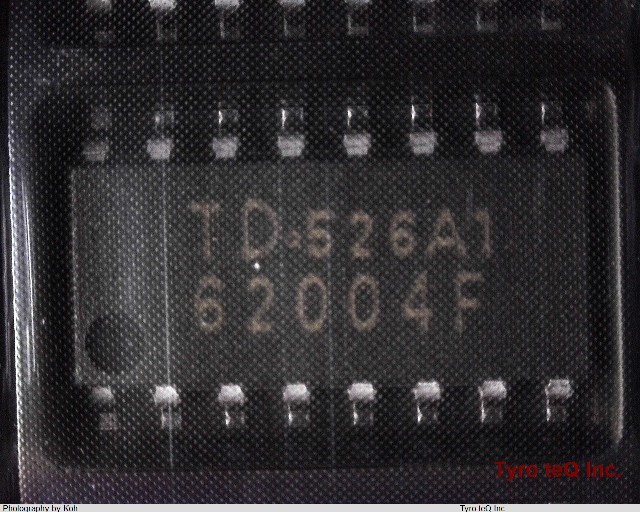 TD.526A1
62004F
Tyro teQ Inc.
Photography by Koh
Tyro teQ Inc